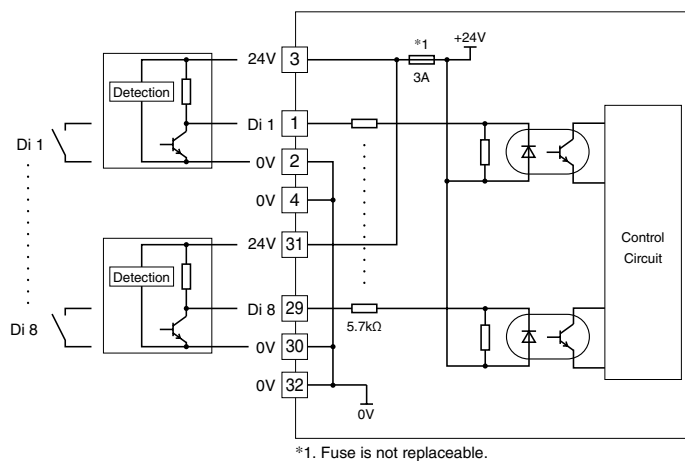 24V 3 *1 +24V
3A
Detection
Di 1 1
Di 1
0V 2
0V 4
24V 31
Control
Circuit
Detection
Di 8 29
Di 8
5.7kΩ
0V 30
0V 32
0V
*1. Fuse is not replaceable.